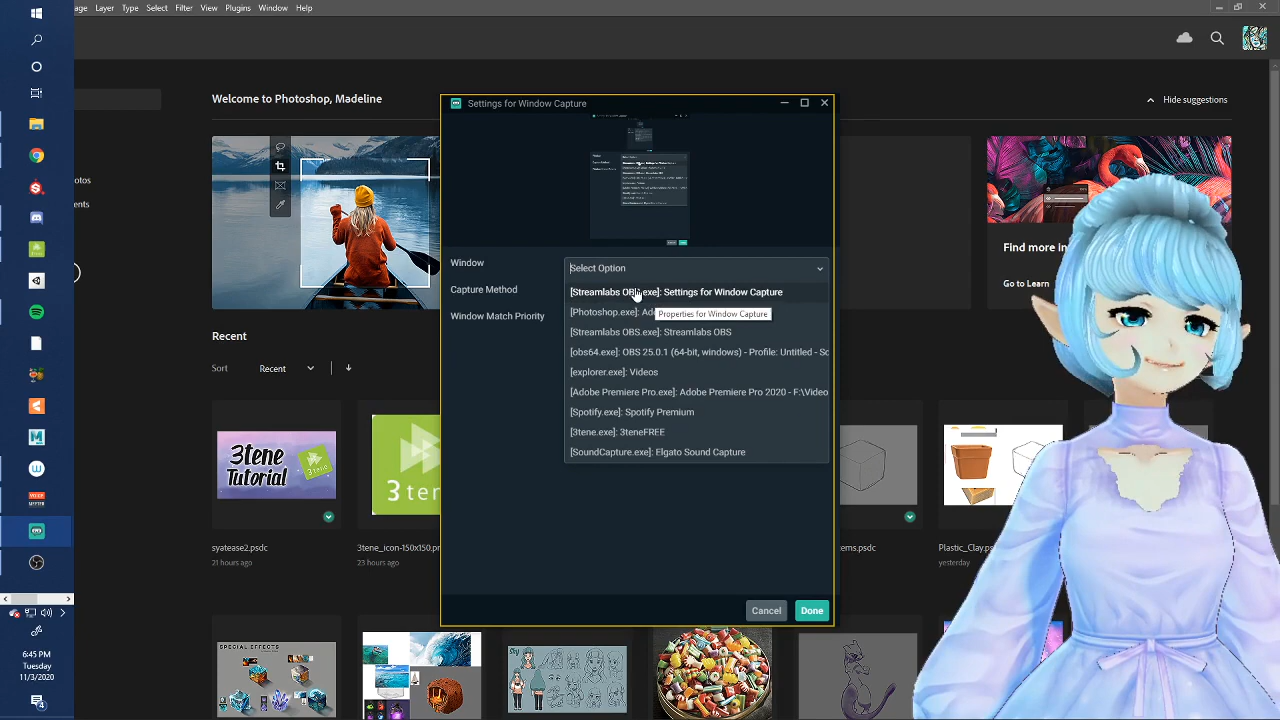 age Layer Type Select Filter View Plugins Window Help
Welcome to Photoshop, Madeline
Hide suggestions
Settings for Window Capture
Window
Select Option
Capture Method
Window Match Priority
[Streamlabs OBS.exe]: Settings for Window Capture
Properties for Window Capture
[Photoshop.exe]: Ado
[Streamlabs OBS.exe]: Streamlabs OBS
[obs64.exe]: OBS 25.0.1 (64-bit, windows) - Profile: Untitled - Sc
[explorer.exe]: Videos
[Adobe Premiere Pro.exe]: Adobe Premiere Pro 2020 - F:\Video
[Spotify.exe]: Spotify Premium
[3tene.exe]: 3teneFREE
[SoundCapture.exe]: Elgato Sound Capture
Cancel
Done
otos
ents
Find more in
Go to Learn
Recent
Sort
Recent
3tene
Tutorial
3tene
syatease2.psdc
21 hours ago
3tene_icon-150x150.pn
23 hours ago
ems.psdc
Plastic_Clay.ps
yesterday
SPECIAL EFFECTS
6:45 PM
Tuesday
11/3/2020
4